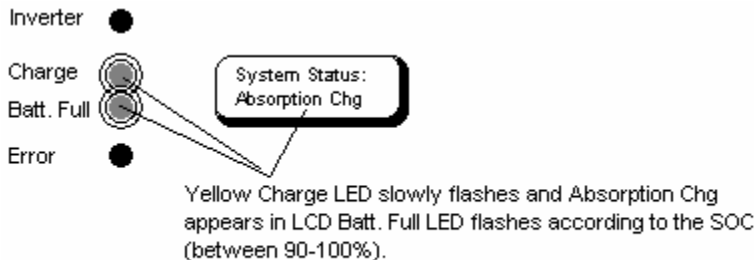 Inverter
Charge
Batt. Full
Error
System Status:
Absorption Chg
Yellow Charge LED slowly flashes and Absorption Chg
appears in LCD Batt. Full LED flashes according to the SOC
(between 90-100%).